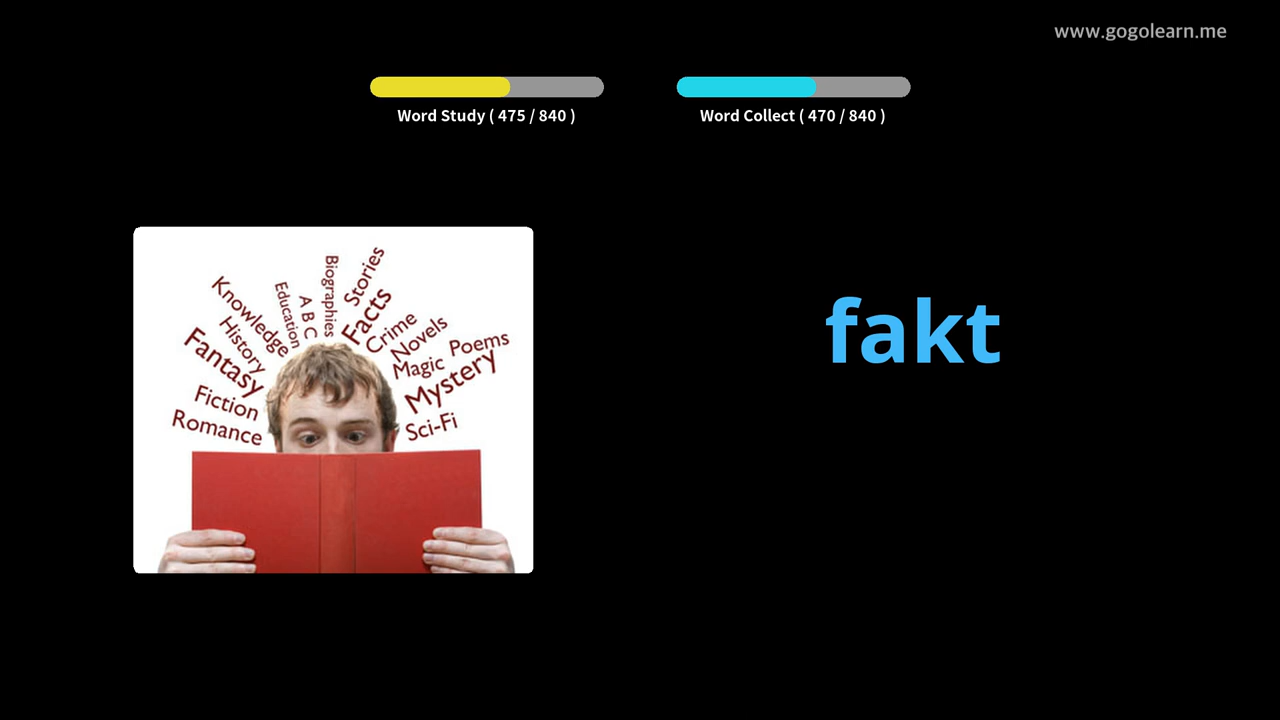 www.gogolearn.me
Word Study ( 475 / 840 )
Word Collect ( 470 / 840 )
fakt
Biographies
Stories
Education
A B C
Facts
Knowledge
History
Crime
Novels
Poems
Fantasy
Magic
Mystery
Fiction
Romance
Sci-Fi